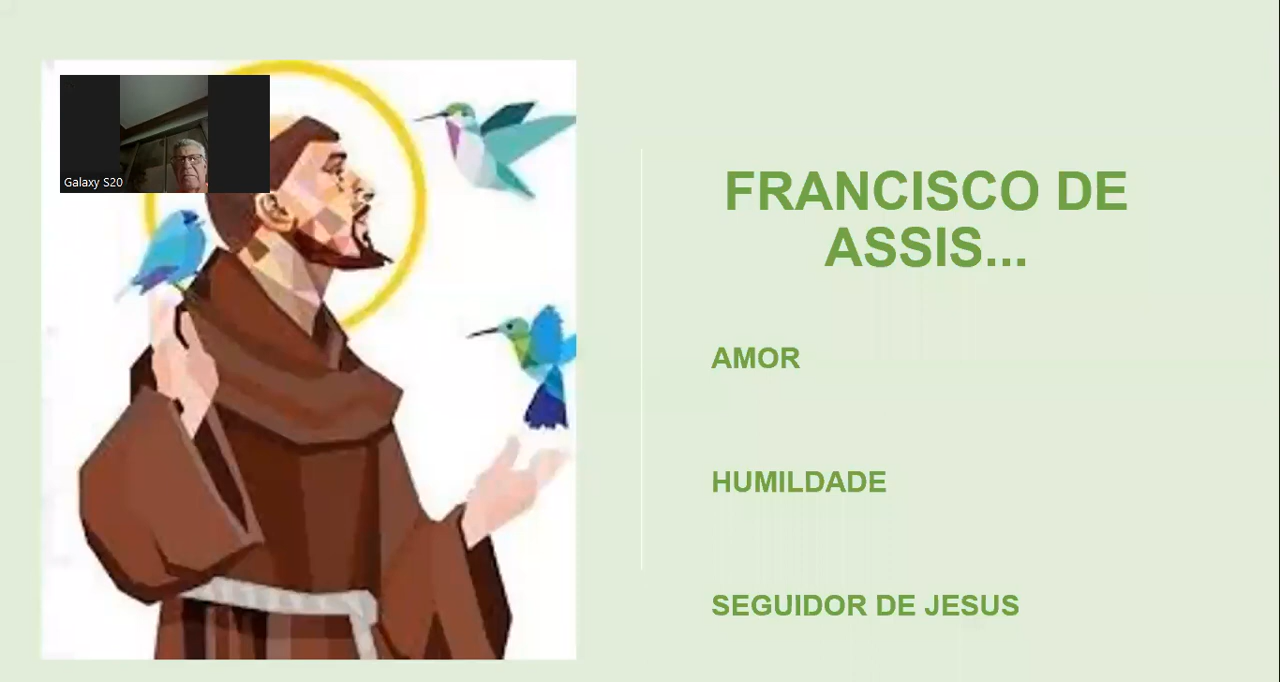 Galaxy S20
FRANCISCO DE
ASSIS...
AMOR
HUMILDADE
SEGUIDOR DE JESUS